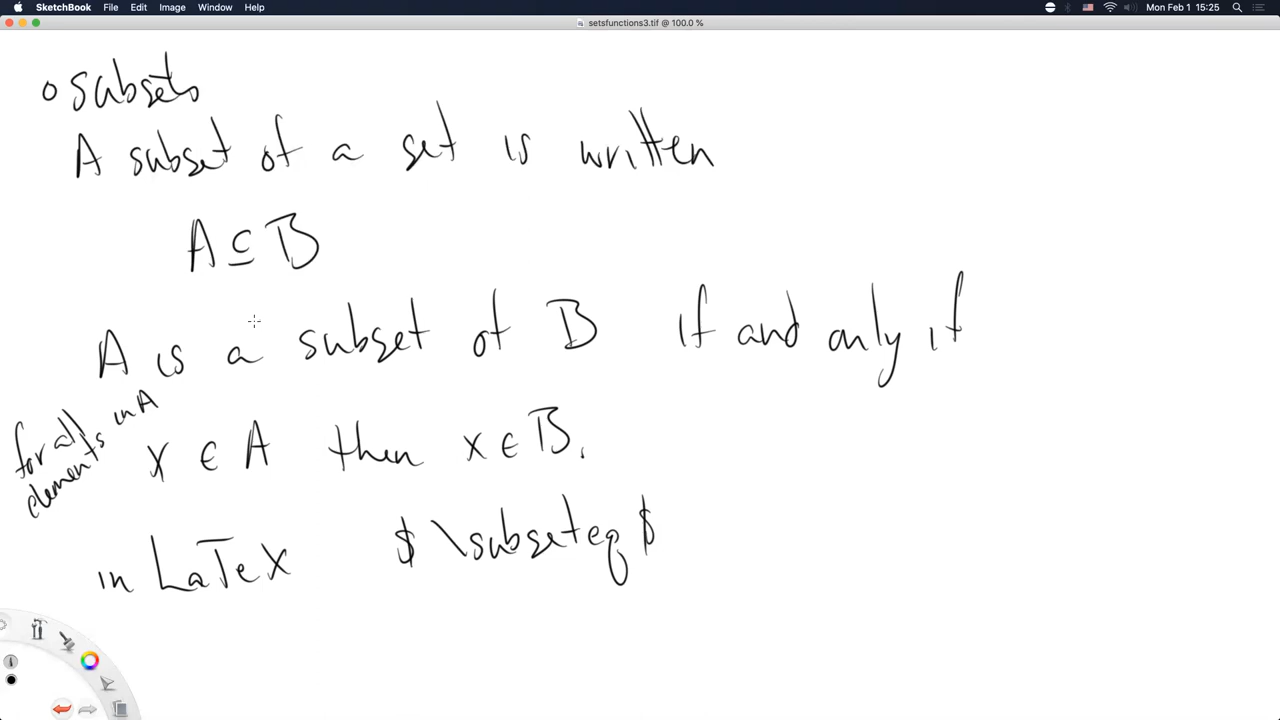 SketchBook File Edit Image Window Help Mon Feb 1 15:25
setsfunctions3.tif @ 100.0 %
o subsets
A subset of a set is written
A ⊆ B
A is a subset of B if and only if
for all
elements in A
x ∈ A then x ∈ B.
in LaTeX $ \subseteq $